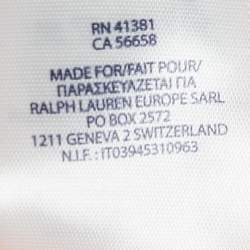 RN 41381
CA 56658
MADE FOR/FAIT POUR/
ΠΑΡΑΣΚΕΥΑΖΕΤΑΙ ΓΙΑ
RALPH LAUREN EUROPE SARL
PO BOX 2572
1211 GENEVA 2 SWITZERLAND
N.I.F. : IT03945310963